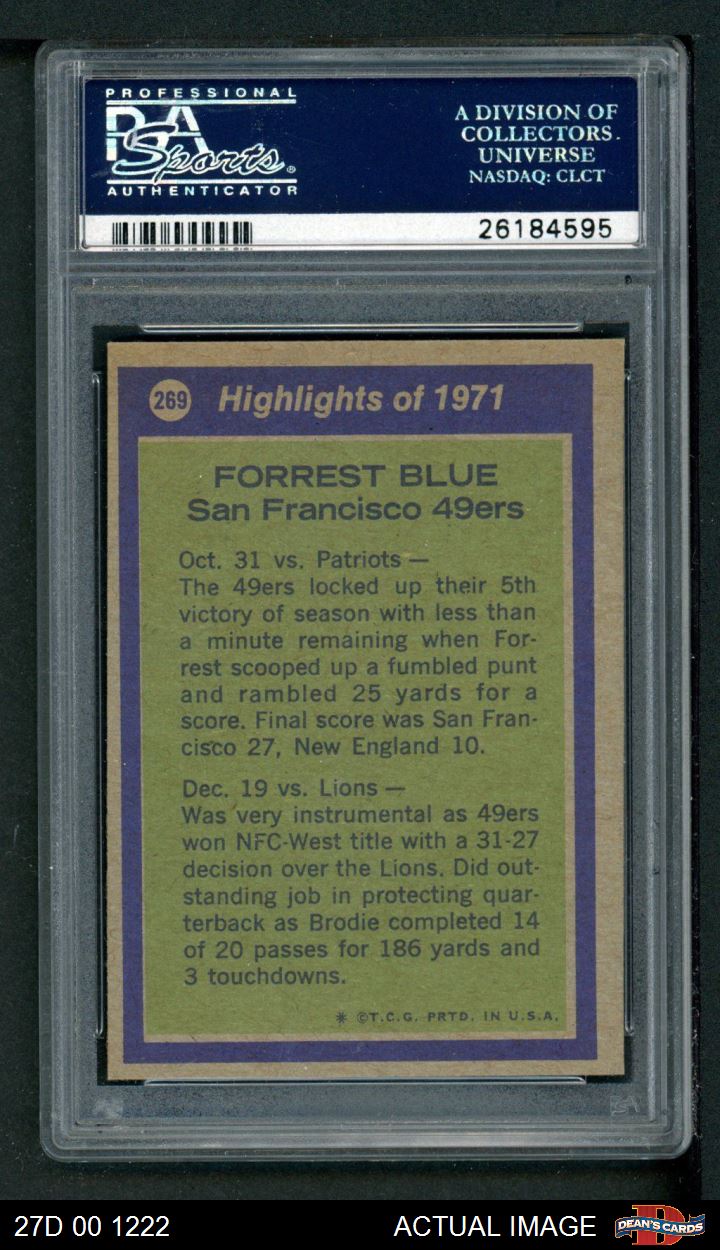 PROFESSIONAL
PSA
Sports®
AUTHENTICATOR
A DIVISION OF
COLLECTORS
UNIVERSE
NASDAQ: CLCT
26184595
269 Highlights of 1971
FORREST BLUE
San Francisco 49ers
Oct. 31 vs. Patriots —
The 49ers locked up their 5th
victory of season with less than
a minute remaining when For-
rest scooped up a fumbled punt
and rambled 25 yards for a
score. Final score was San Fran-
cisco 27, New England 10.
Dec. 19 vs. Lions —
Was very instrumental as 49ers
won NFC-West title with a 31-27
decision over the Lions. Did out-
standing job in protecting quar-
terback as Brodie completed 14
of 20 passes for 186 yards and
3 touchdowns.
* ©T.C.G. PRTD. IN U.S.A.
PSA
27D 00 1222
ACTUAL IMAGE
DEAN'S CARDS